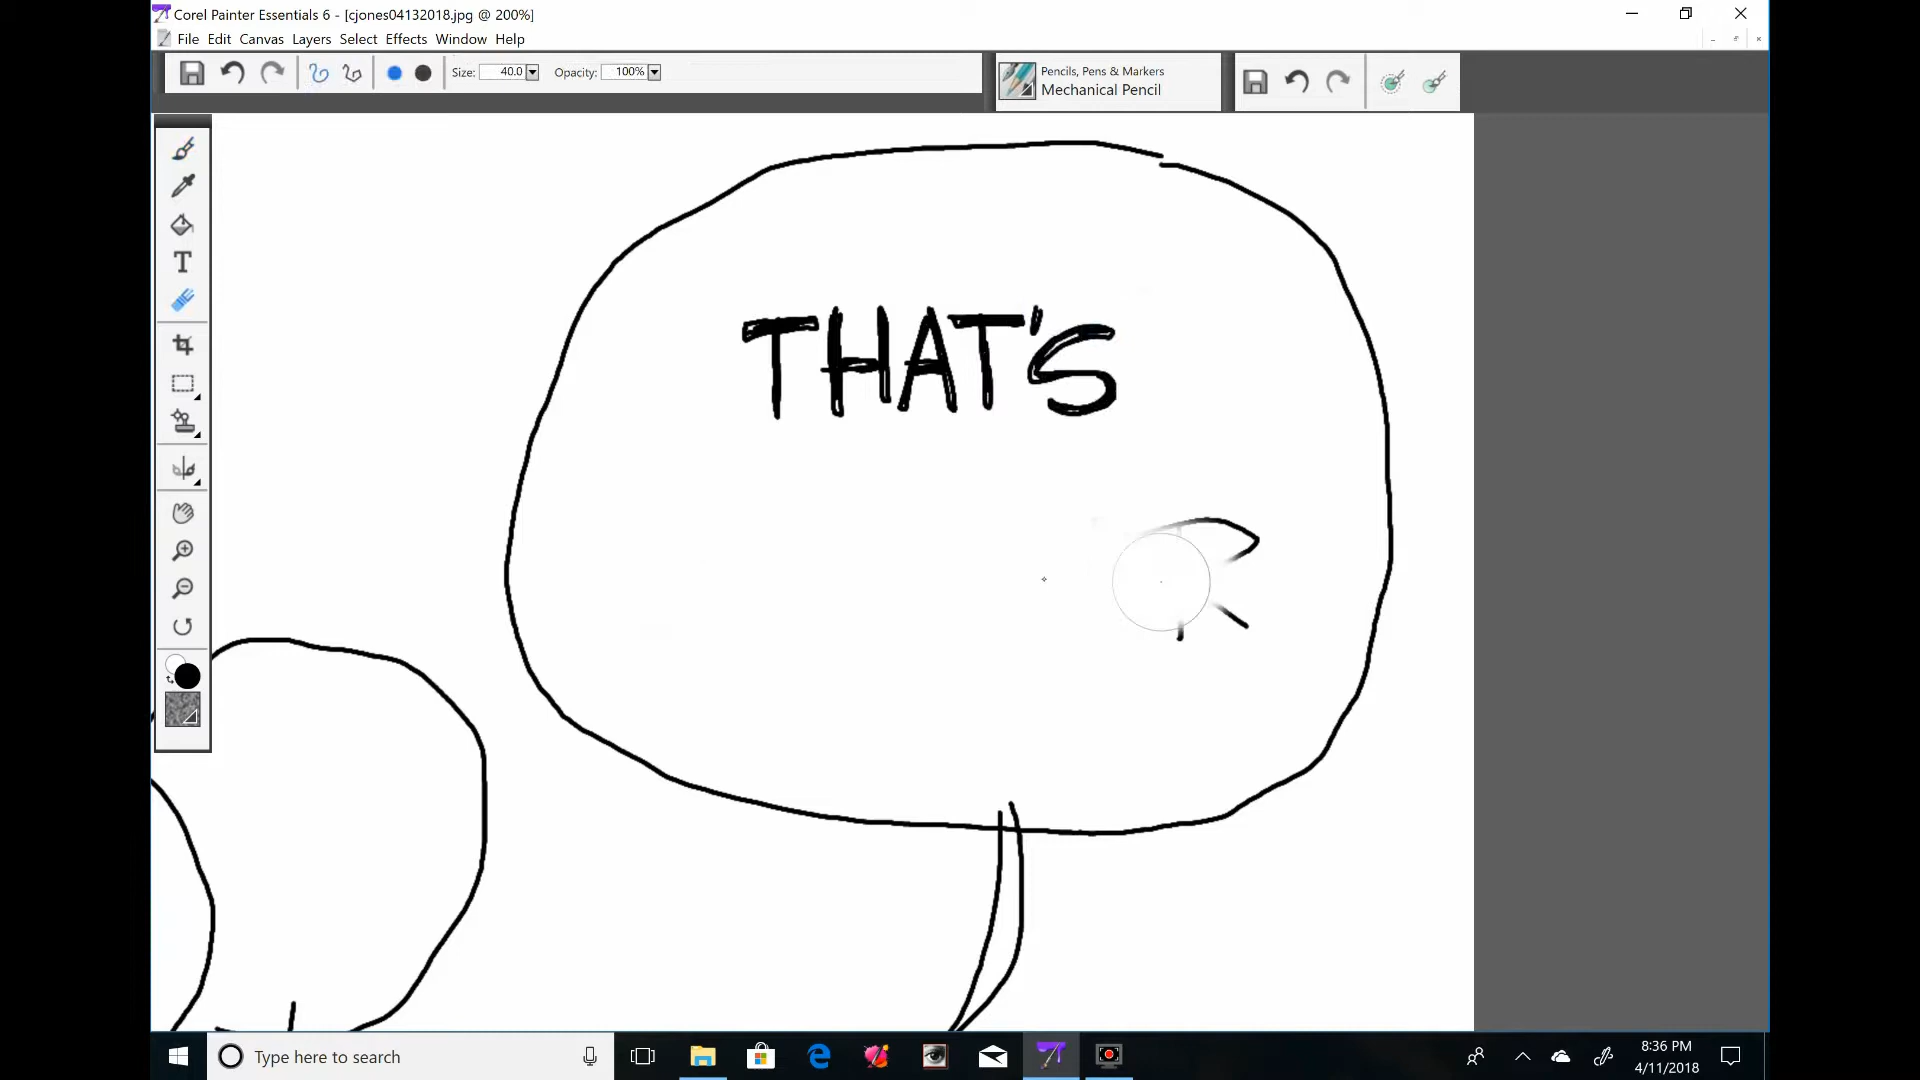 Corel Painter Essentials 6 - [cjones04132018.jpg @ 200%]
File Edit Canvas Layers Select Effects Window Help
Size: 40.0 Opacity: 100%
Pencils, Pens & Markers
Mechanical Pencil
T
THAT'S
Type here to search
8:36 PM
4/11/2018